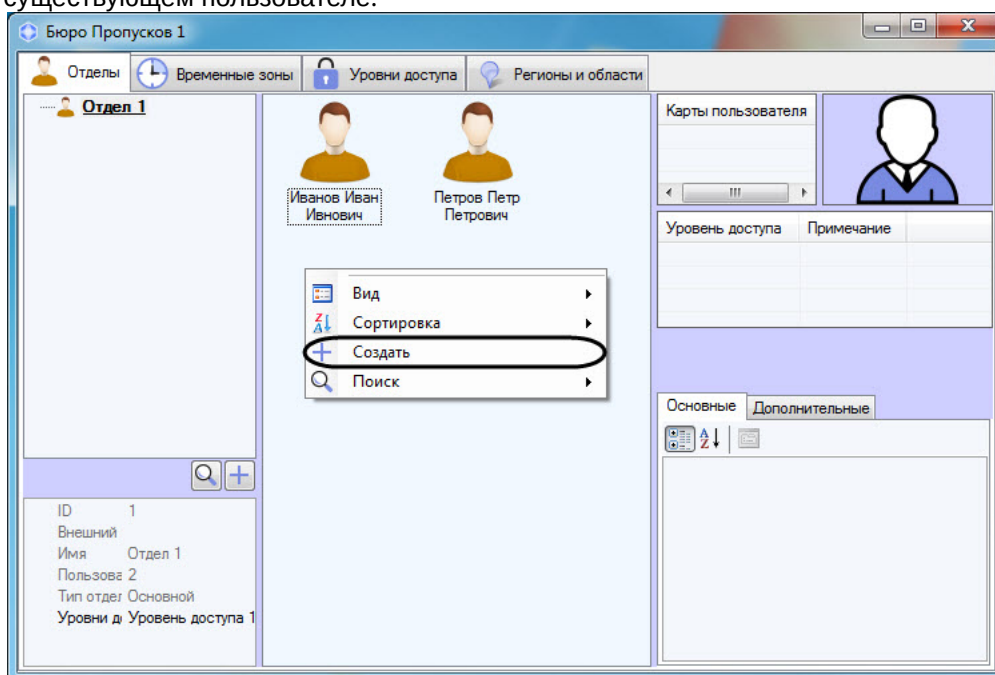 существующем пользователе.
Бюро Пропусков 1
Отделы Временные зоны Уровни доступа Регионы и области
Отдел 1
Иванов Иван
Ивнович
Петров Петр
Петрович
Вид
Сортировка
Создать
Поиск
Карты пользователя
Уровень доступа Примечание
Основные Дополнительные
ID 1
Внешний
Имя Отдел 1
Пользова 2
Тип отдел Основной
Уровни д Уровень доступа 1